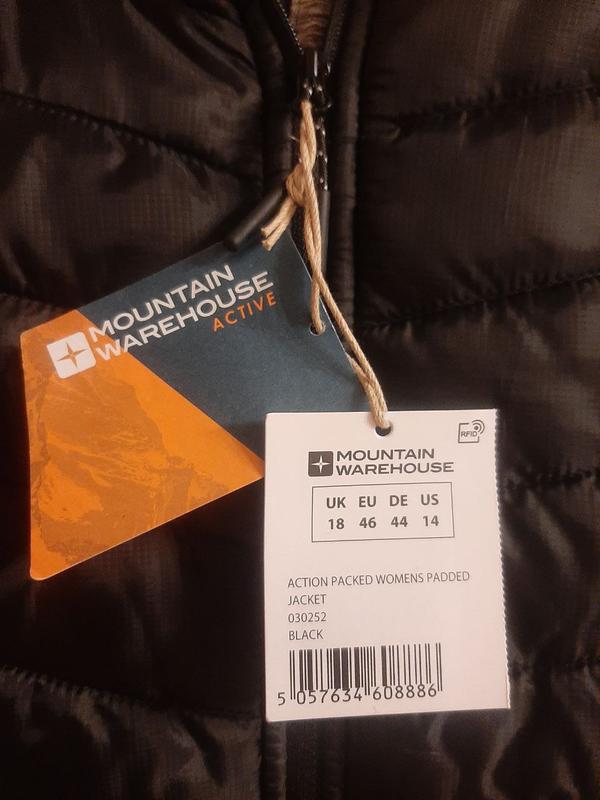 MOUNTAIN
WAREHOUSE
ACTIVE
RFID
MOUNTAIN
WAREHOUSE
UK EU DE US
18 46 44 14
ACTION PACKED WOMENS PADDED
JACKET
030252
BLACK
5 057634 608886